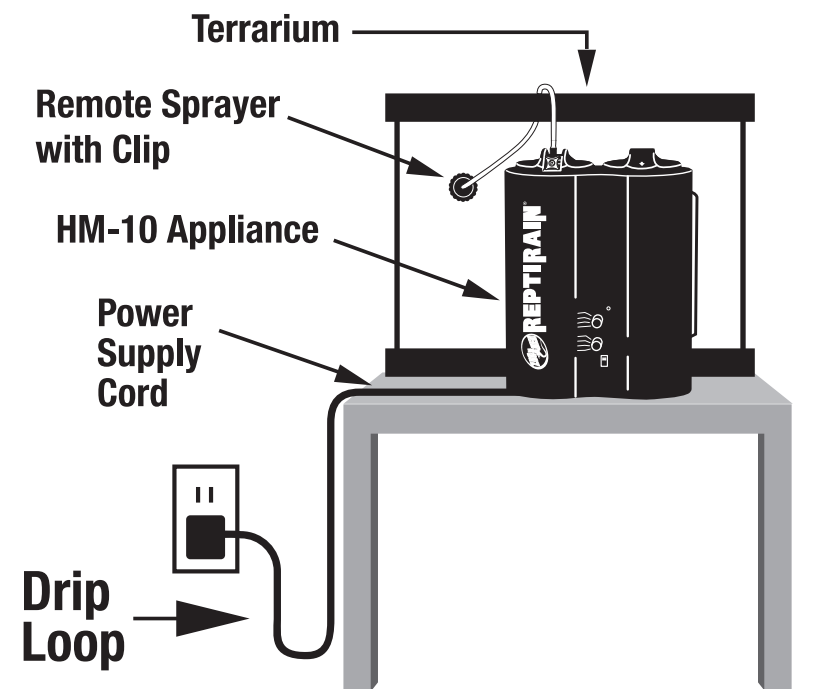 Terrarium
Remote Sprayer
with Clip
HM-10 Appliance
REPTIRAIN®
Power
Supply
Cord
Drip
Loop